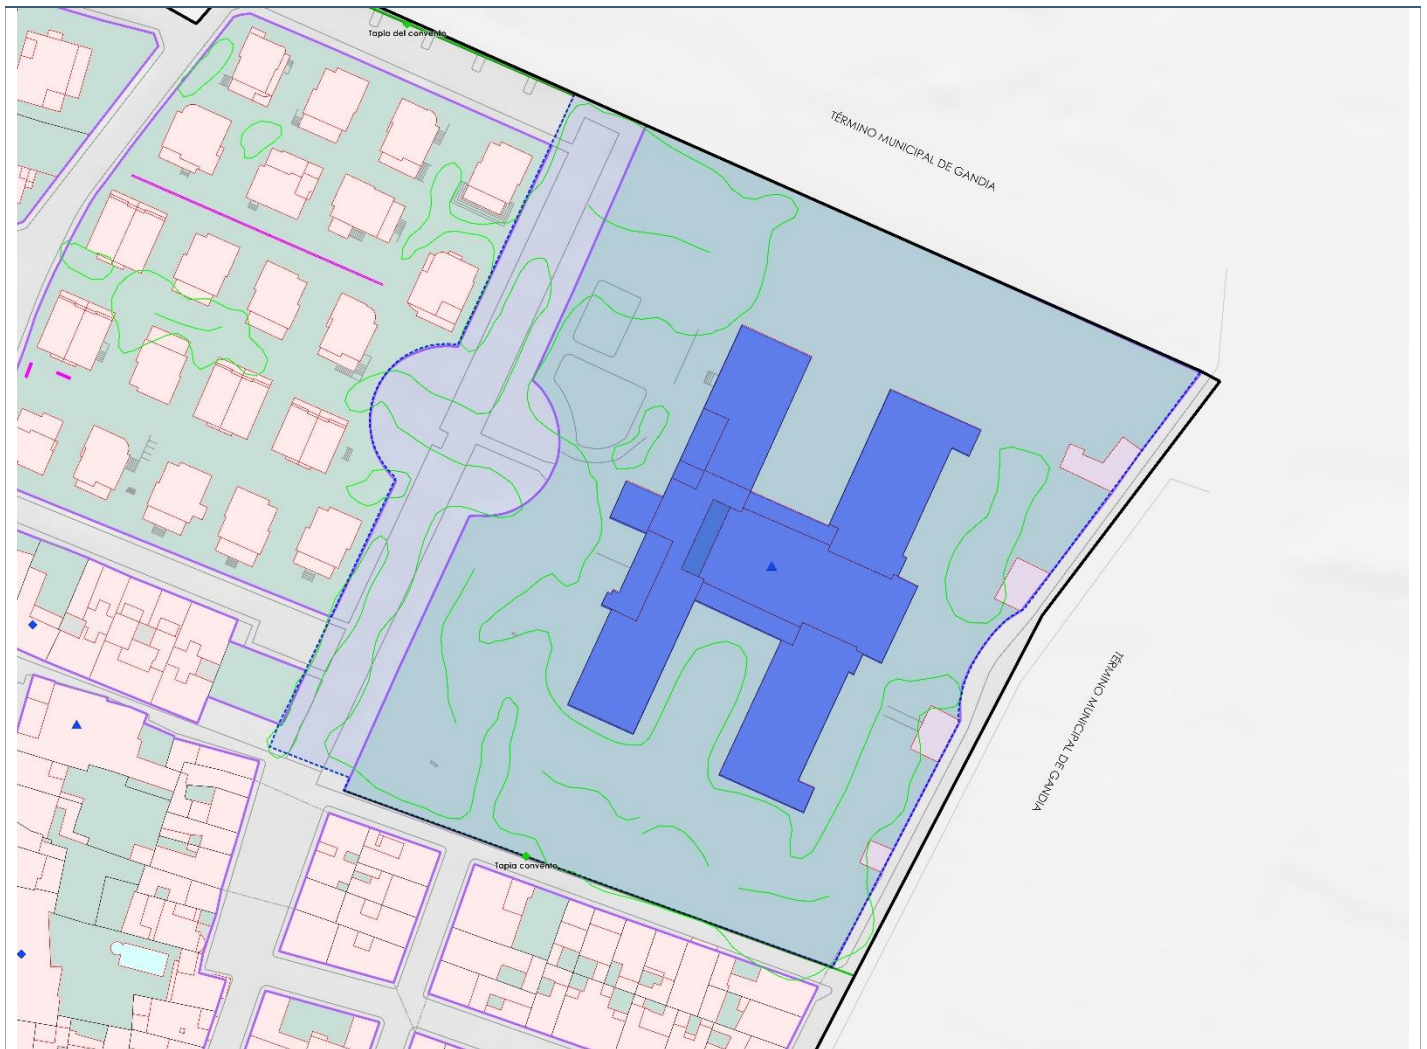 Tapia del convento
TÉRMINO MUNICIPAL DE GANDIA
TÉRMINO MUNICIPAL DE GANDIA
Tapia convento